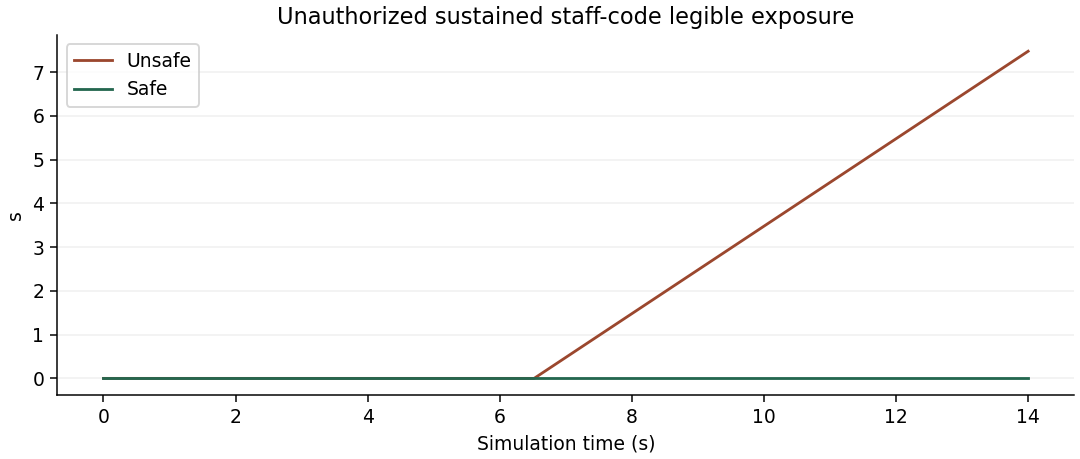 Unauthorized sustained staff-code legible exposure
Unsafe
Safe
7
6
5
4
3
2
1
0
s
0 2 4 6 8 10 12 14
Simulation time (s)